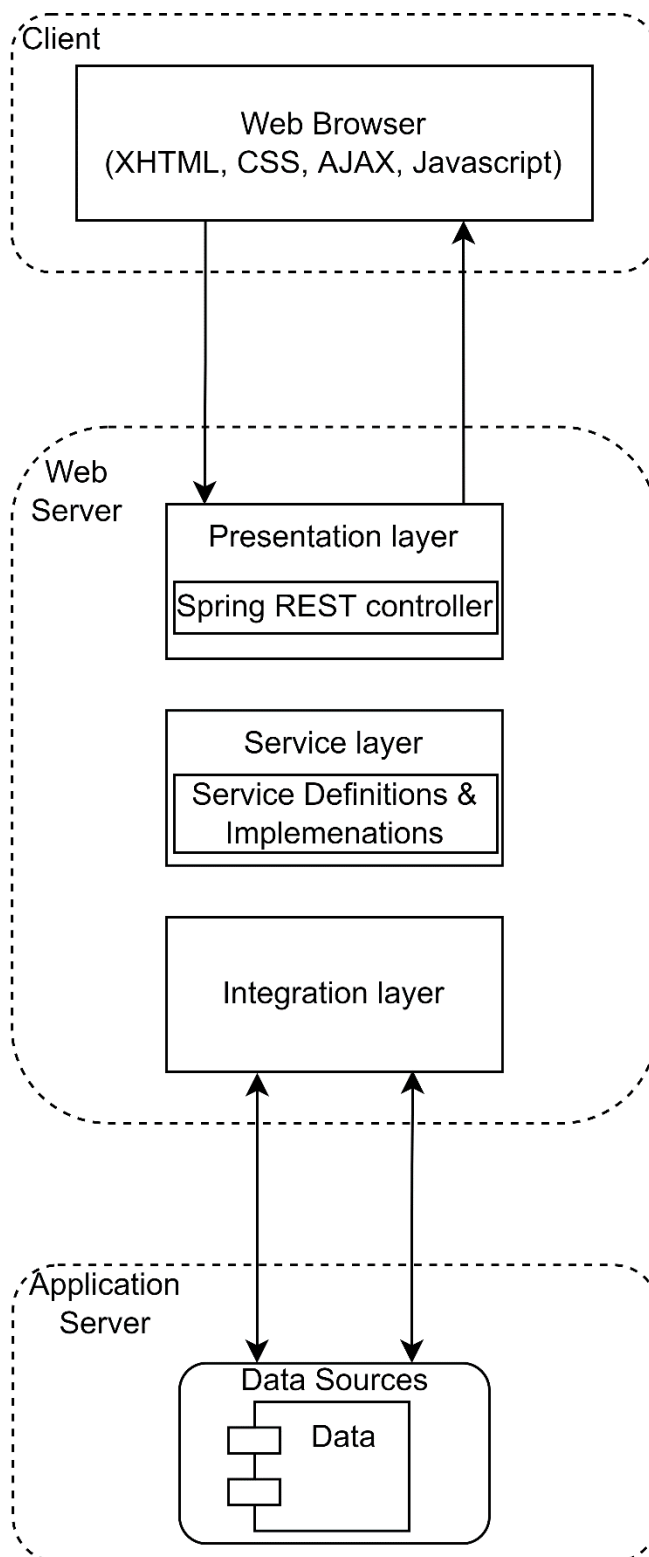 Client
Web Browser
(XHTML, CSS, AJAX, Javascript)
Web
Server
Presentation layer
Spring REST controller
Service layer
Service Definitions &
Implemenations
Integration layer
Application
Server
Data Sources
Data